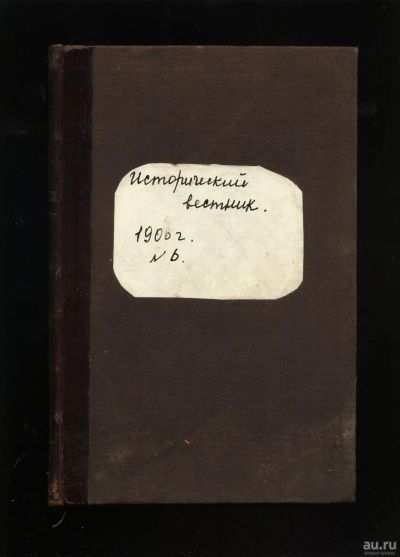 Исторический
вестник.
1900 г.
№ 6.
au.ru